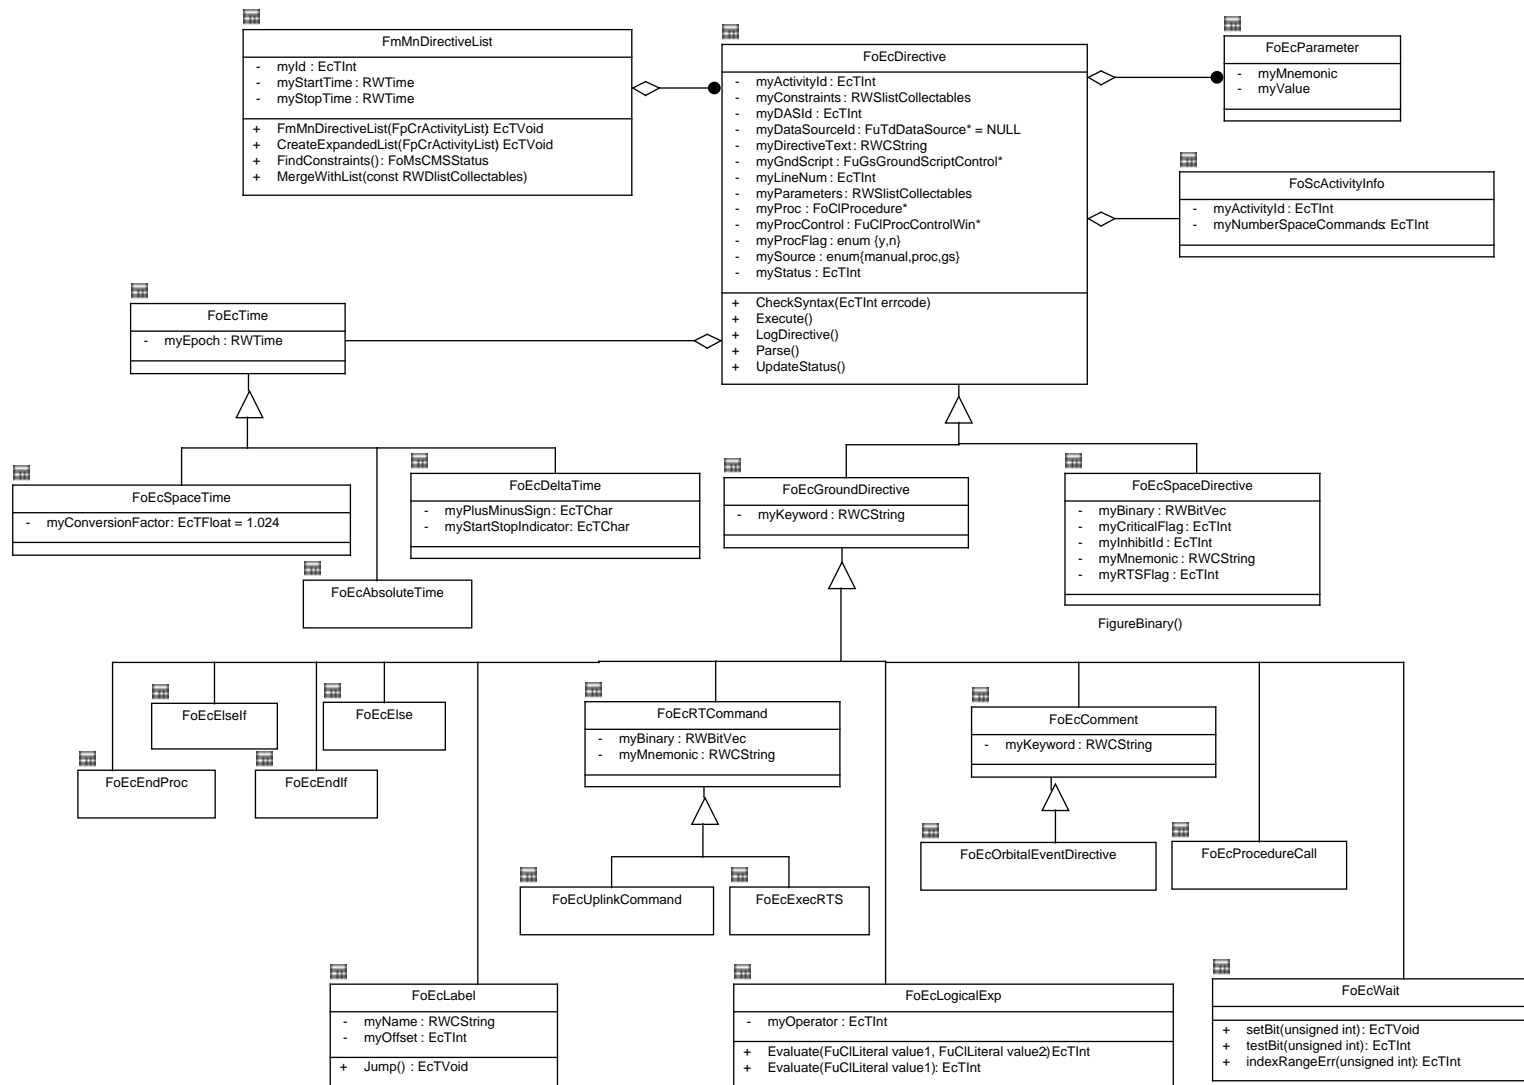 FmMnDirectiveList
- myId : EcTInt
- myStartTime : RWTime
- myStopTime : RWTime
+ FmMnDirectiveList(FpCrActivityList) EcTVoid
+ CreateExpandedList(FpCrActivityList) EcTVoid
+ FindConstraints() : FoMsCMSStatus
+ MergeWithList(const RWDlistCollectables)
FoEcDirective
- myActivityId : EcTInt
- myConstraints : RWSlistCollectables
- myDASId : EcTInt
- myDataSourceId : FuTdDataSource* = NULL
- myDirectiveText : RWCString
- myGndScript : FuGsGroundScriptControl*
- myLineNum : EcTInt
- myParameters : RWSlistCollectables
- myProc : FoClProcedure*
- myProcControl : FuClProcControlWin*
- myProcFlag : enum {y,n}
- mySource : enum{manual,proc,gs}
- myStatus : EcTInt
+ CheckSyntax(EcTInt errcode)
+ Execute()
+ LogDirective()
+ Parse()
+ UpdateStatus()
FoEcParameter
- myMnemonic
- myValue
FoScActivityInfo
- myActivityId : EcTInt
- myNumberSpaceCommands : EcTInt
FoEcTime
- myEpoch : RWTime
FoEcSpaceTime
- myConversionFactor : EcTFloat = 1.024
FoEcDeltaTime
- myPlusMinusSign : EcTChar
- myStartStopIndicator : EcTChar
FoEcAbsoluteTime
FoEcGroundDirective
- myKeyword : RWCString
FoEcSpaceDirective
- myBinary : RWBitVec
- myCriticalFlag : EcTInt
- myInhibitId : EcTInt
- myMnemonic : RWCString
- myRTSFlag : EcTInt
FigureBinary()
FoEcElseIf
FoEcElse
FoEcEndProc
FoEcEndIf
FoEcRTCommand
- myBinary : RWBitVec
- myMnemonic : RWCString
FoEcComment
- myKeyword : RWCString
FoEcOrbitalEventDirective
FoEcProcedureCall
FoEcUplinkCommand
FoEcExecRTS
FoEcLabel
- myName : RWCString
- myOffset : EcTInt
+ Jump() : EcTVoid
FoEcLogicalExp
- myOperator : EcTInt
+ Evaluate(FuClLiteral value1, FuClLiteral value2) EcTInt
+ Evaluate(FuClLiteral value1) : EcTInt
FoEcWait
+ setBit(unsigned int) : EcTVoid
+ testBit(unsigned int) : EcTInt
+ indexRangeErr(unsigned int) : EcTInt